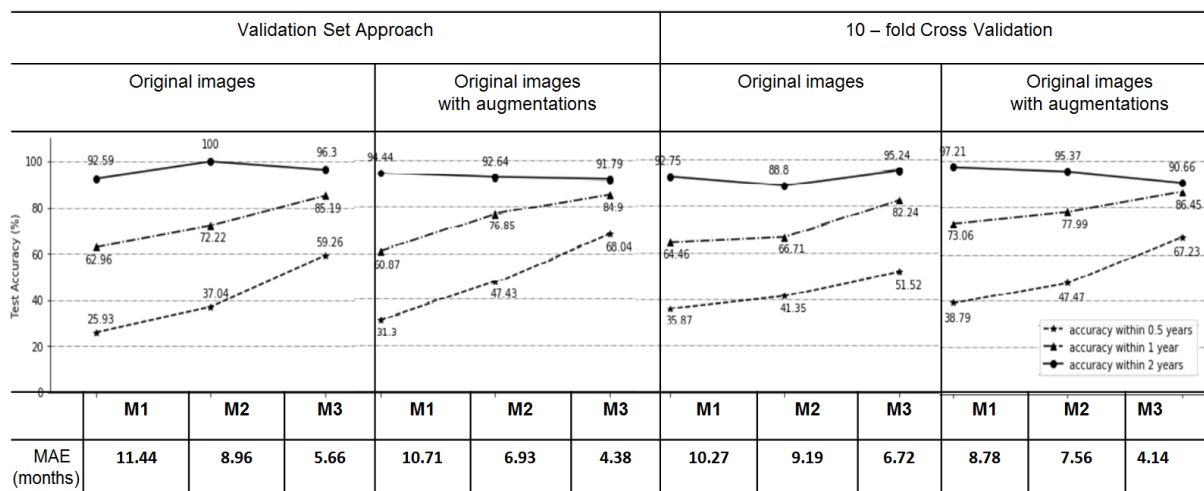 Validation Set Approach
10 – fold Cross Validation
Original images
Original images
with augmentations
Original images
Original images
with augmentations
Test Accuracy (%)
100
80
60
40
20
0
92.59
100
96.3
62.96
72.22
85.19
25.93
37.04
59.26
94.44
92.64
91.79
60.87
76.85
84.9
31.3
47.43
68.04
92.75
88.8
95.24
64.46
66.71
82.24
35.87
41.35
51.52
97.21
95.37
90.66
73.06
77.99
86.45
38.79
47.47
67.23
accuracy within 0.5 years
accuracy within 1 year
accuracy within 2 years
M1 M2 M3 M1 M2 M3 M1 M2 M3 M1 M2 M3
MAE
(months)
11.44 8.96 5.66 10.71 6.93 4.38 10.27 9.19 6.72 8.78 7.56 4.14